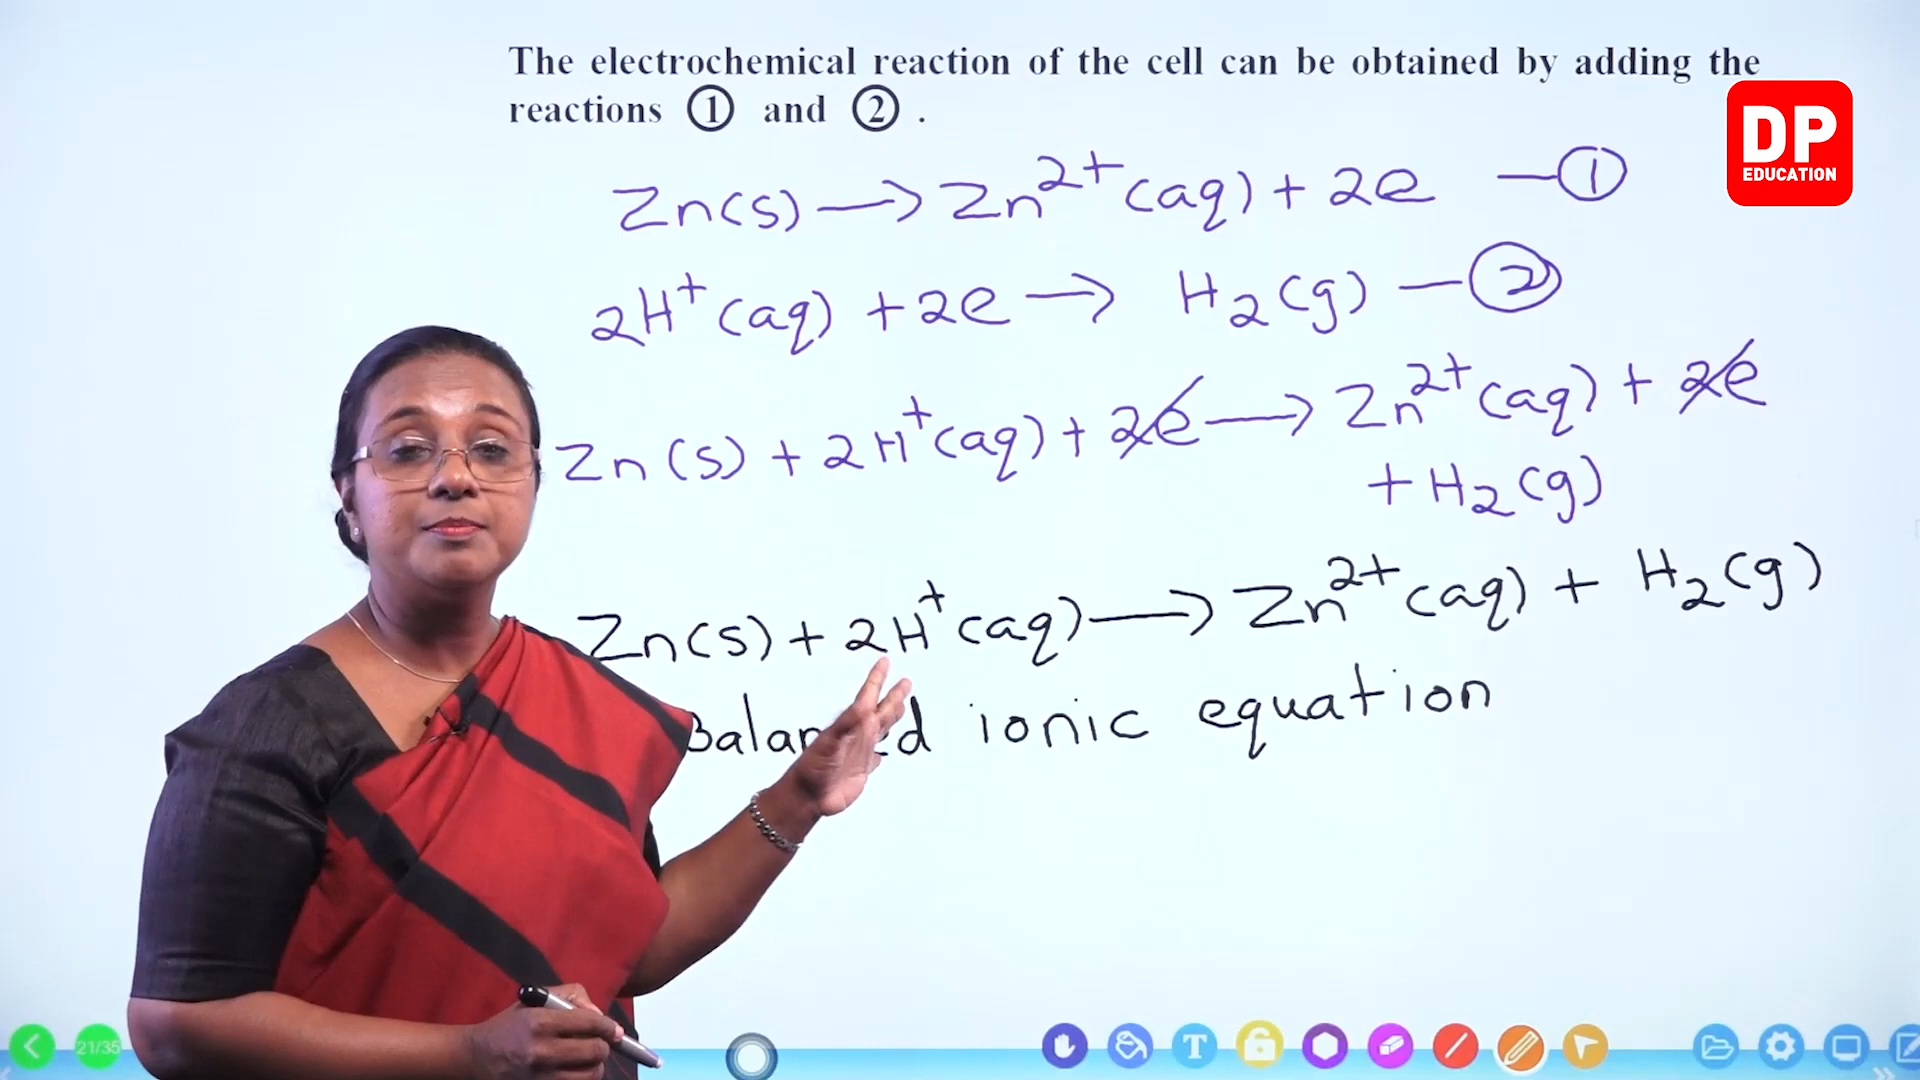 The electrochemical reaction of the cell can be obtained by adding the
reactions ① and ② .
DP
EDUCATION
Zn(s) → Zn²⁺(aq) + 2e —①
2H⁺(aq) + 2e → H₂(g) —②
Zn(s) + 2H⁺(aq) + 2e → Zn²⁺(aq) + 2e
+ H₂(g)
Zn(s) + 2H⁺(aq) → Zn²⁺(aq) + H₂(g)
ionic equation
21/35
T